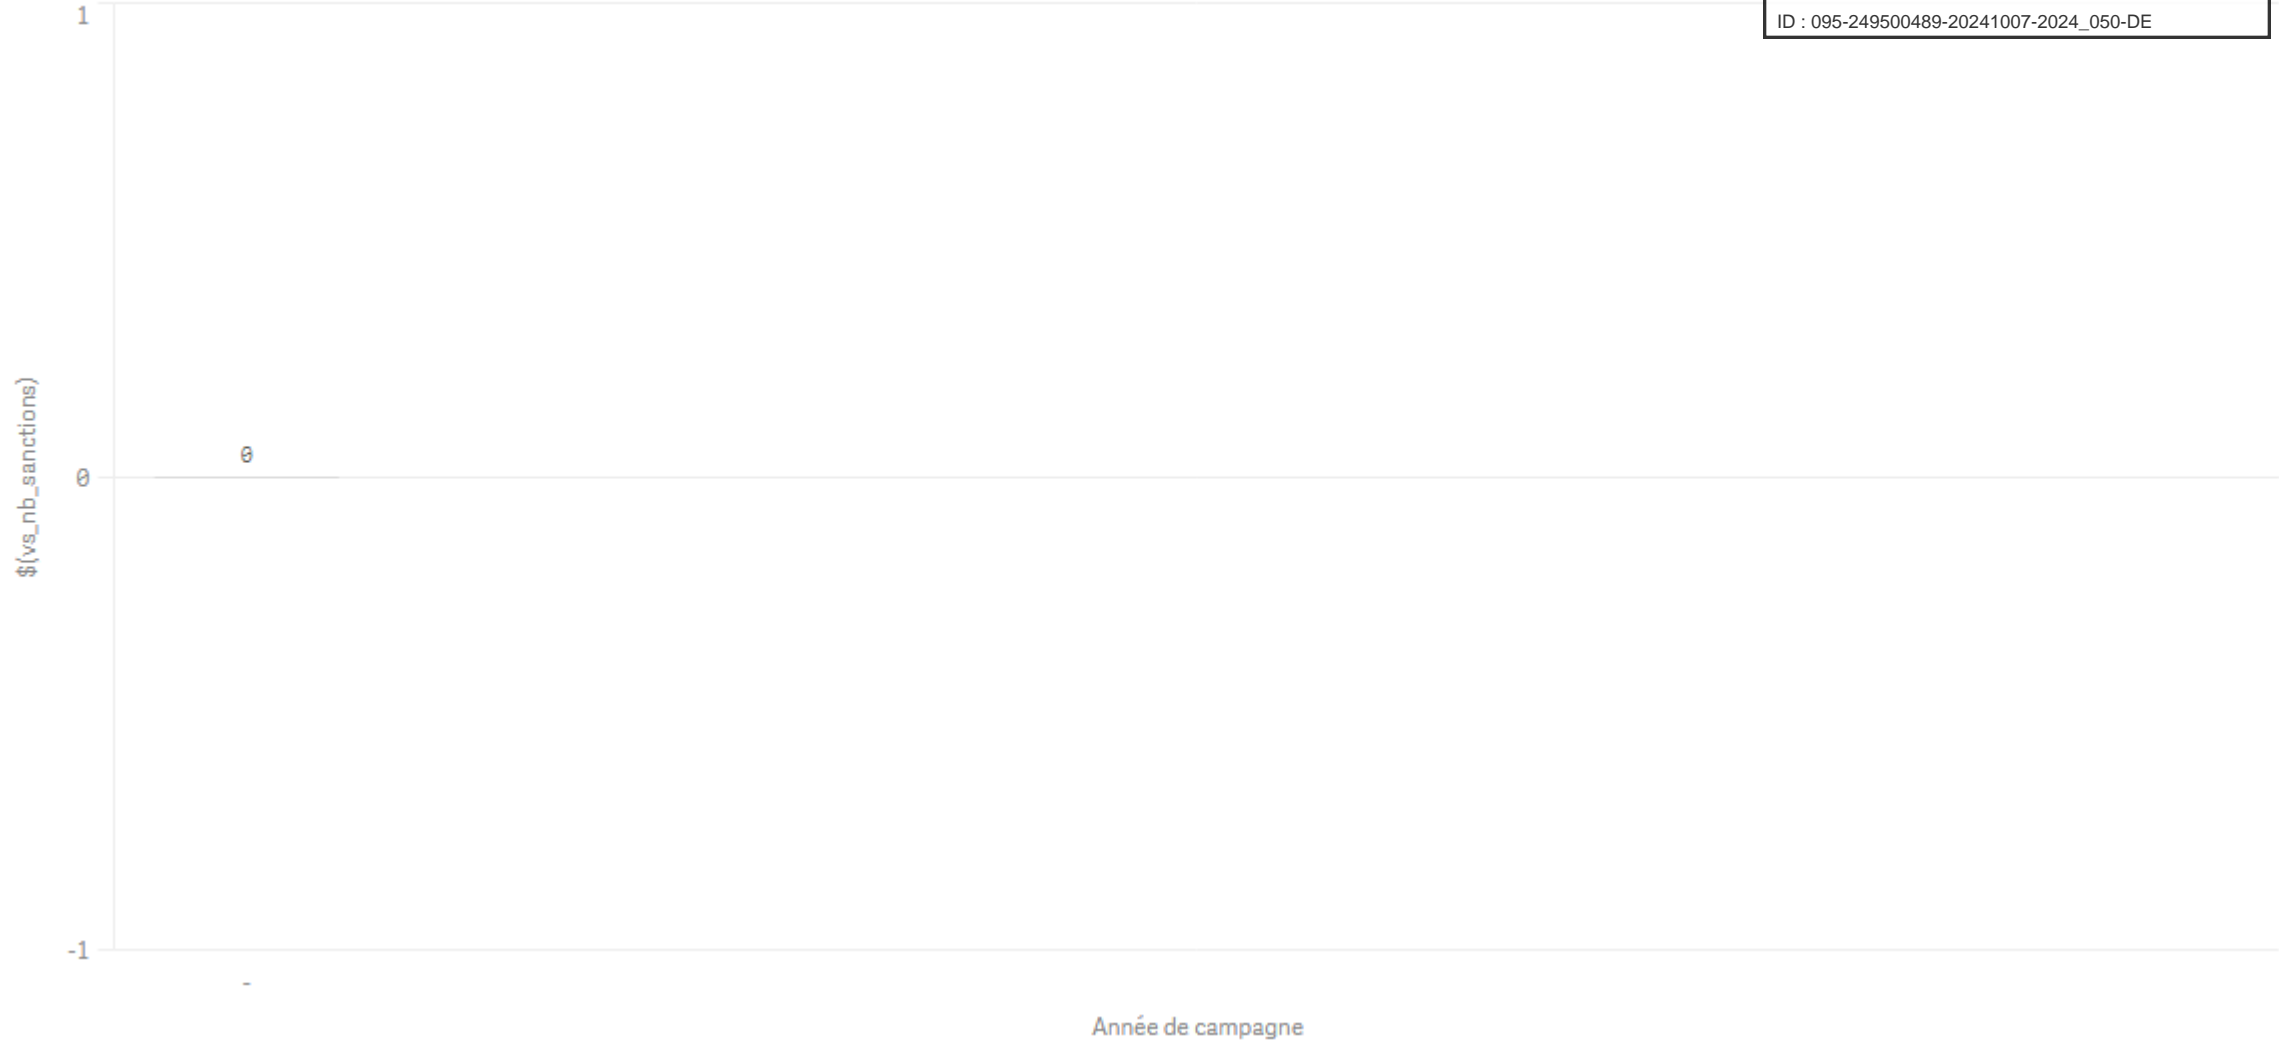 ID : 095-249500489-20241007-2024_050-DE
1
0
-1
$(vs_nb_sanctions)
0
-
Année de campagne